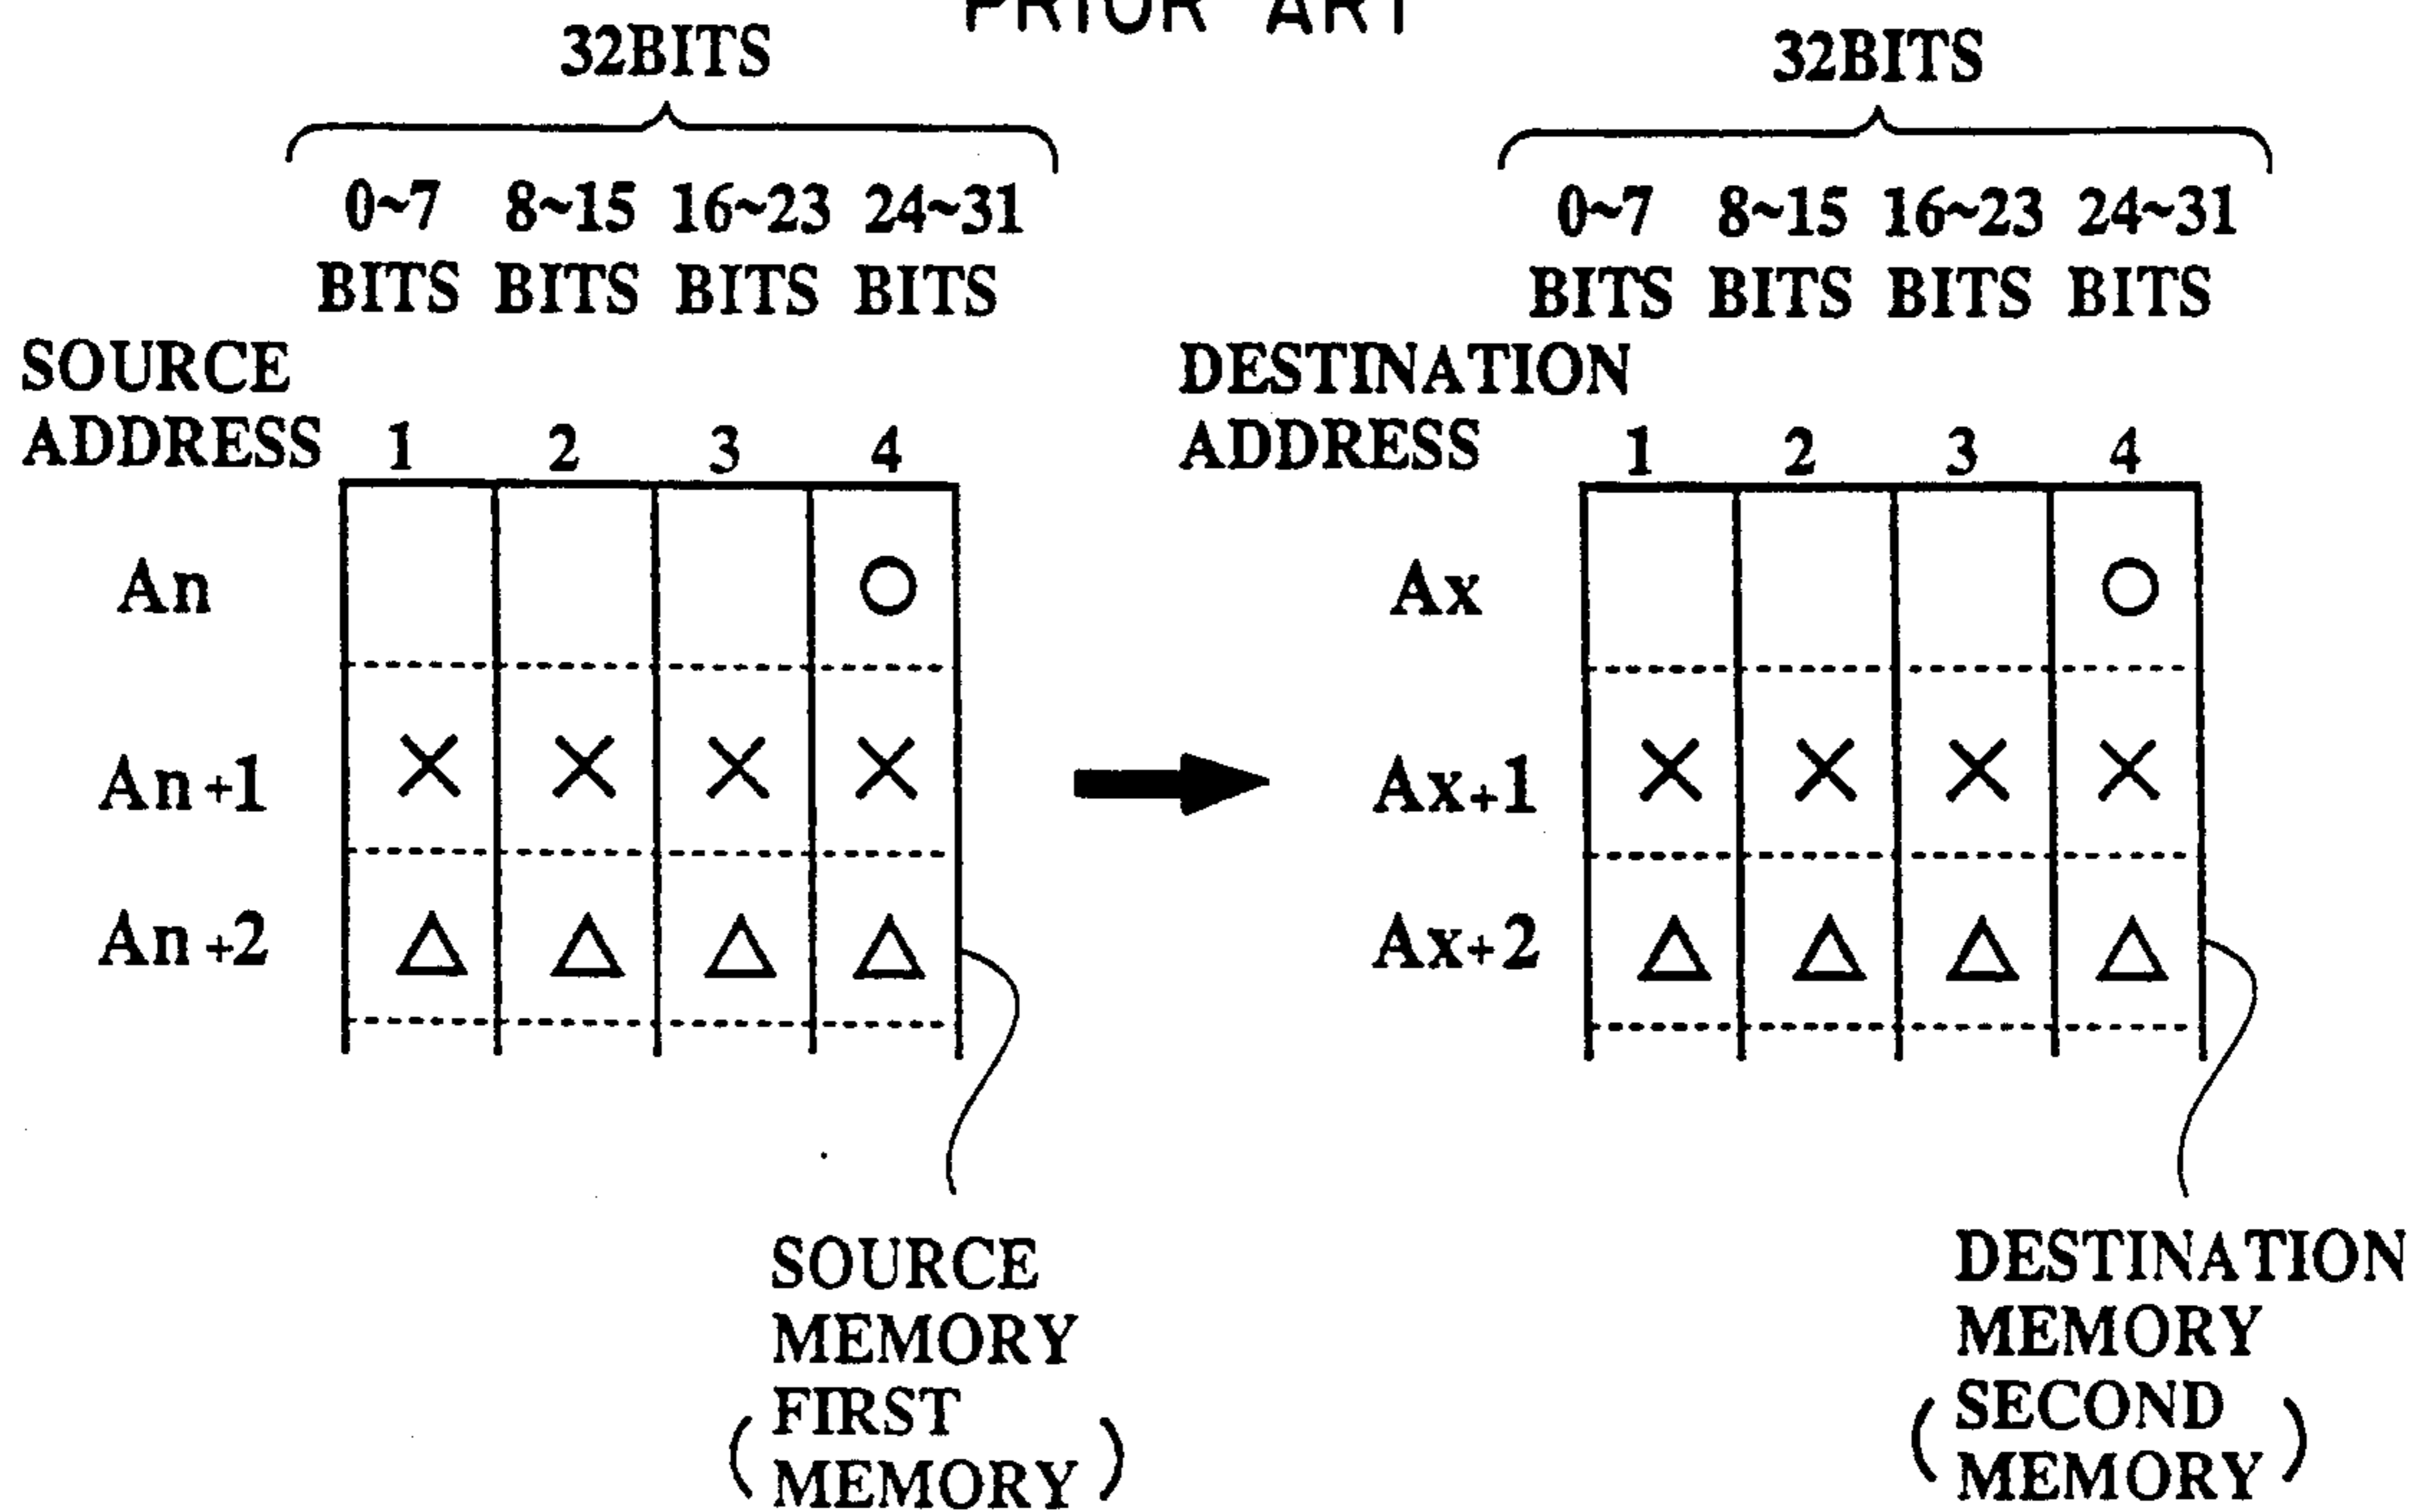 PRIOR ART
32BITS
0~7 8~15 16~23 24~31
BITS BITS BITS BITS
SOURCE
ADDRESS 1 2 3 4
An
An+1
An+2
SOURCE
MEMORY
( FIRST
MEMORY )
32BITS
0~7 8~15 16~23 24~31
BITS BITS BITS BITS
DESTINATION
ADDRESS 1 2 3 4
Ax
Ax+1
Ax+2
DESTINATION
MEMORY
( SECOND
MEMORY )